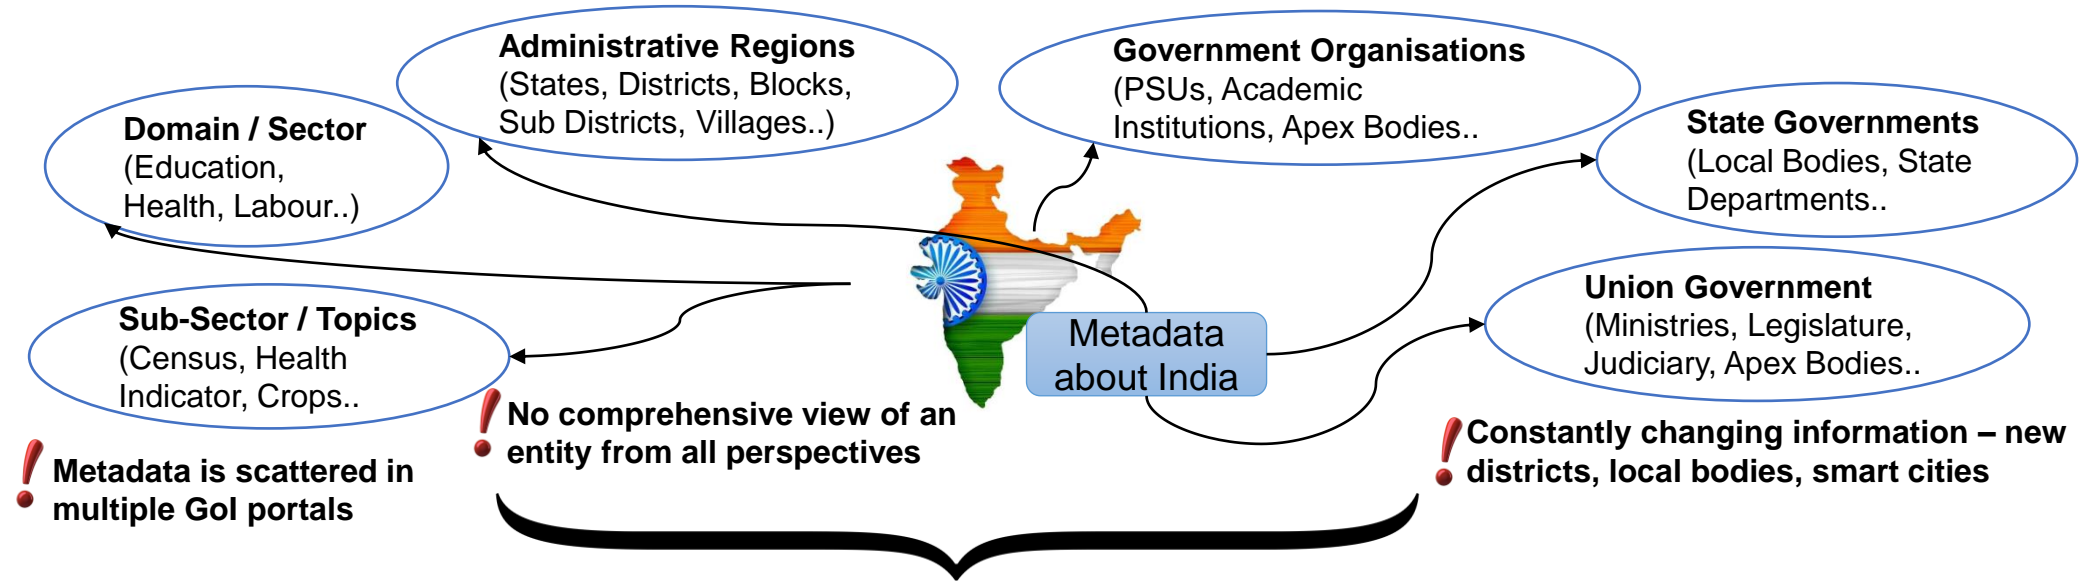 Administrative Regions
(States, Districts, Blocks,
Sub Districts, Villages..)
Government Organisations
(PSUs, Academic
Institutions, Apex Bodies..
Domain / Sector
(Education,
Health, Labour..)
State Governments
(Local Bodies, State
Departments..
Sub-Sector / Topics
(Census, Health
Indicator, Crops..
Metadata
about India
Union Government
(Ministries, Legislature,
Judiciary, Apex Bodies..
Metadata is scattered in
multiple GoI portals
No comprehensive view of an
entity from all perspectives
Constantly changing information – new
districts, local bodies, smart cities